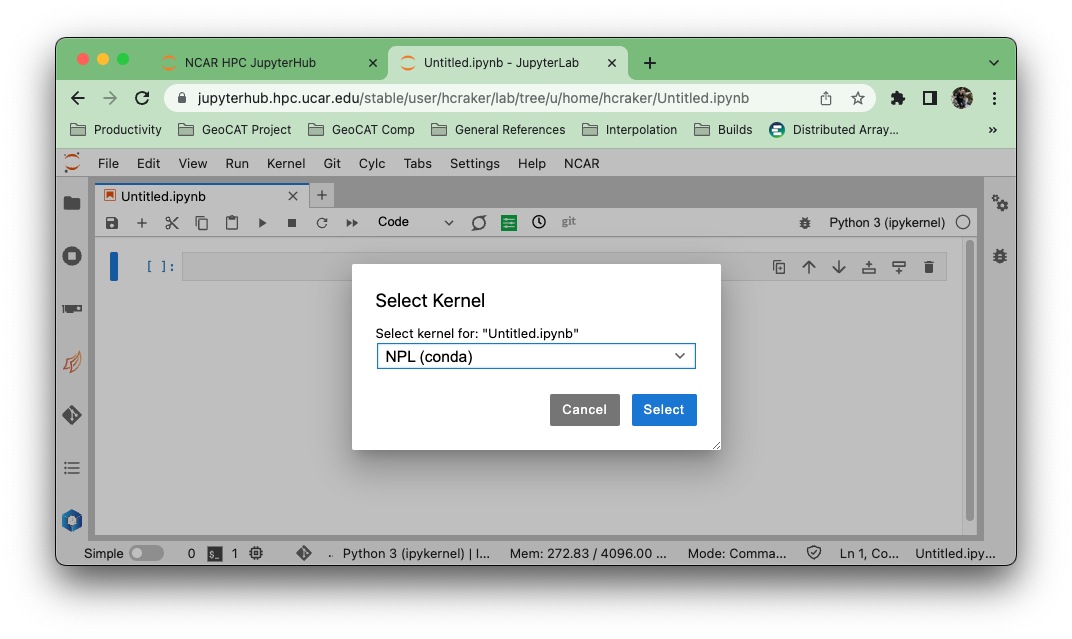 NCAR HPC JupyterHub
Untitled.ipynb - JupyterLab
jupyterhub.hpc.ucar.edu/stable/user/hcraker/lab/tree/u/home/hcraker/Untitled.ipynb
Productivity GeoCAT Project GeoCAT Comp General References Interpolation Builds Distributed Array...
File Edit View Run Kernel Git Cylc Tabs Settings Help NCAR
Untitled.ipynb
Code git Python 3 (ipykernel)
[ ]:
Select Kernel
Select kernel for: "Untitled.ipynb"
NPL (conda)
Cancel Select
Simple 0 $_ 1 .. Python 3 (ipykernel) | I... Mem: 272.83 / 4096.00 ... Mode: Comma... Ln 1, Co... Untitled.ipy...